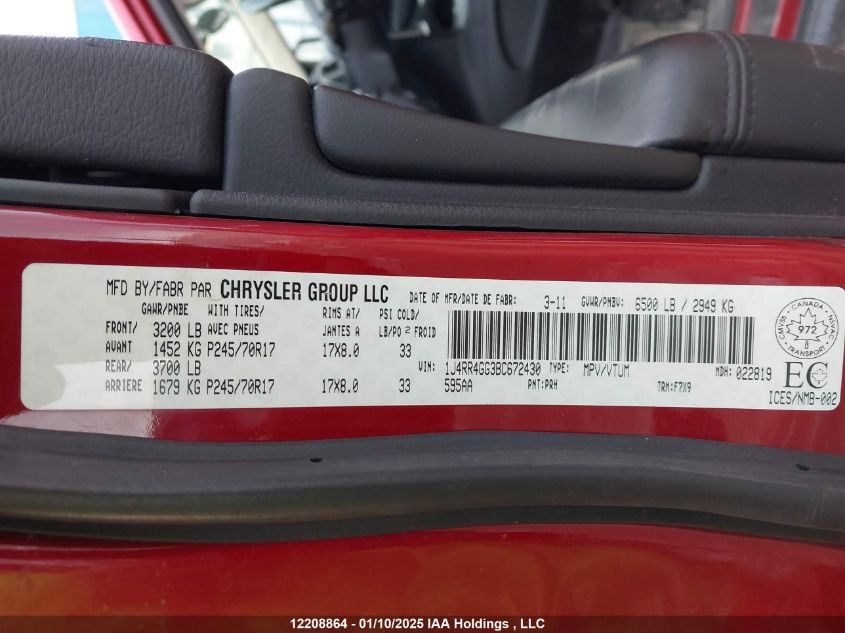 MFD BY/FABR PAR CHRYSLER GROUP LLC DATE OF MFR/DATE DE FABR: 3-11 GVWR/PNBV: 6500 LB / 2949 KG
GAWR/PNBE WITH TIRES/ RIMS AT/ PSI COLD/
FRONT/ 3200 LB AVEC PNEUS JANTES A LB/PO 2 FROID
AVANT 1452 KG P245/70R17 17X8.0 33
REAR/ 3700 LB VIN: 1J4RR4GG3BC672430 TYPE: MPV/VTUM MDH: 022819
ARRIERE 1679 KG P245/70R17 17X8.0 33 595AA PNT:PRH TRM:F7X9
CANADA
CMVSS 972 NSVAC
TRANSPORT
EC
ICES/NMB-002
12208864 - 01/10/2025 IAA Holdings , LLC